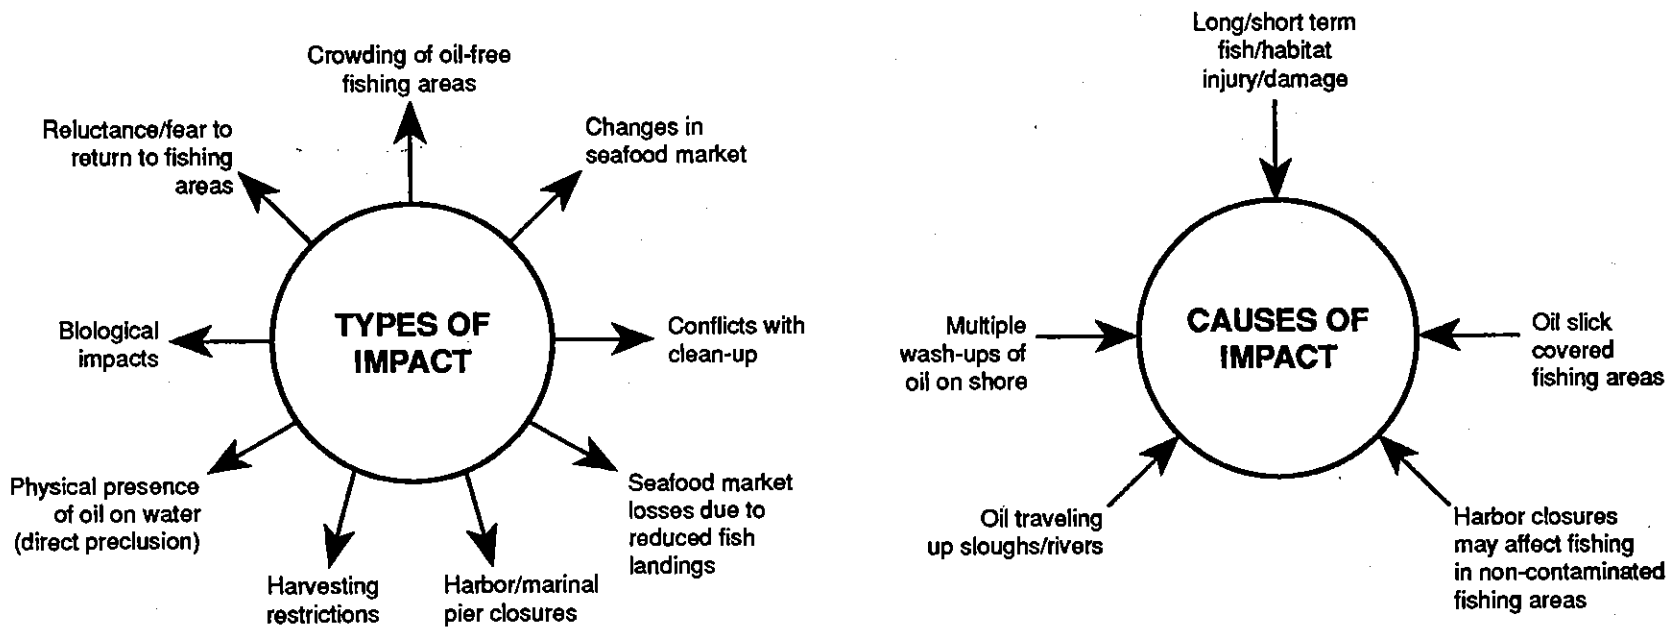 Crowding of oil-free
fishing areas
Reluctance/fear to
return to fishing
areas
Changes in
seafood market
TYPES OF
IMPACT
Biological
impacts
Conflicts with
clean-up
Physical presence
of oil on water
(direct preclusion)
Harvesting
restrictions
Harbor/marinal
pier closures
Seafood market
losses due to
reduced fish
landings
Long/short term
fish/habitat
injury/damage
CAUSES OF
IMPACT
Multiple
wash-ups of
oil on shore
Oil slick
covered
fishing areas
Oil traveling
up sloughs/rivers
Harbor closures
may affect fishing
in non-contaminated
fishing areas